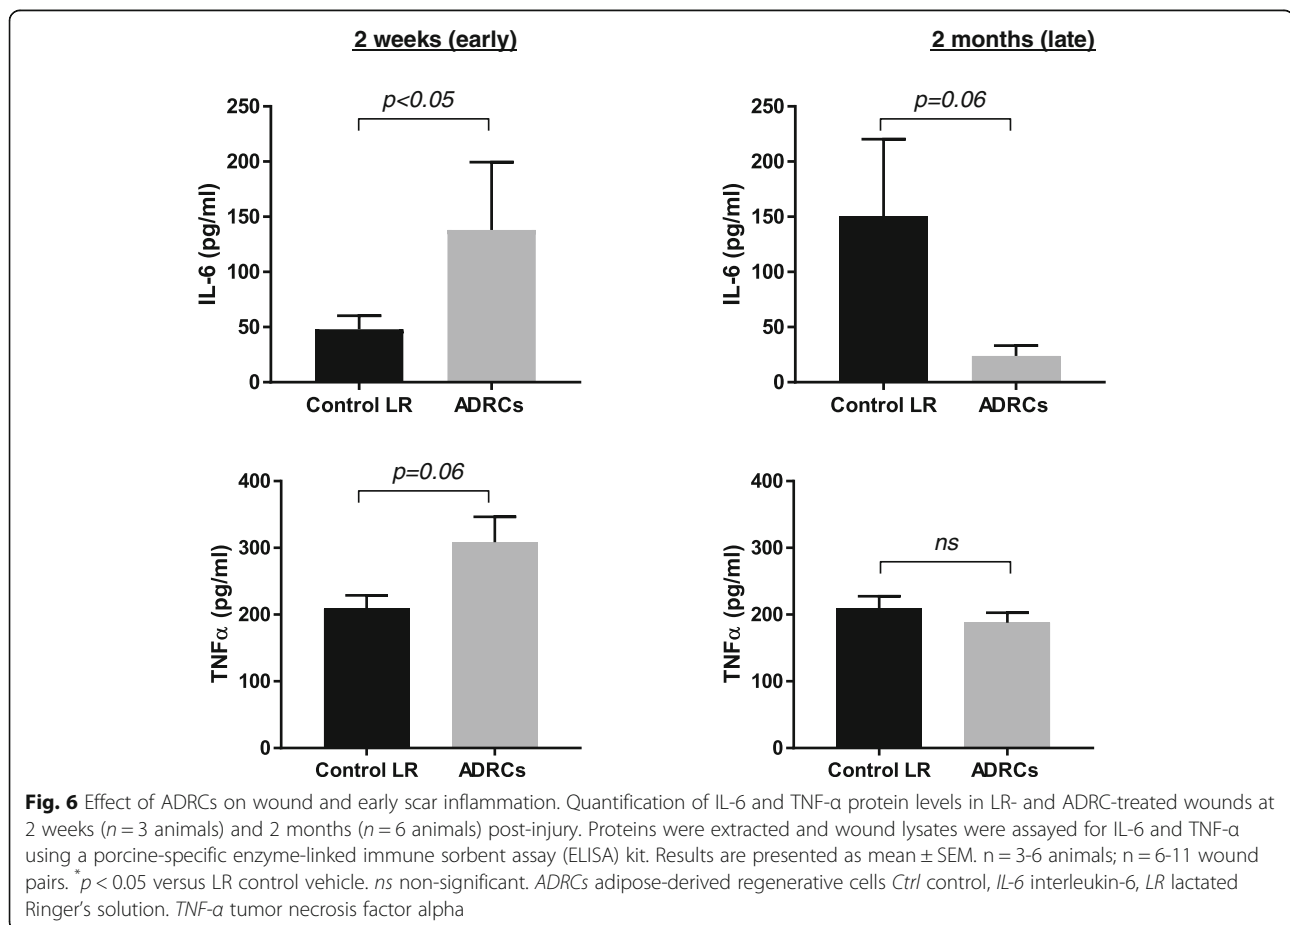 2 weeks (early)
2 months (late)
p<0.05
250
200
150
100
50
0
IL-6 (pg/ml)
Control LR
ADRCs
p=0.06
250
200
150
100
50
0
IL-6 (pg/ml)
Control LR
ADRCs
p=0.06
400
300
200
100
0
TNFα (pg/ml)
Control LR
ADRCs
ns
400
300
200
100
0
TNFα (pg/ml)
Control LR
ADRCs
Fig. 6 Effect of ADRCs on wound and early scar inflammation. Quantification of IL-6 and TNF-α protein levels in LR- and ADRC-treated wounds at
2 weeks (n = 3 animals) and 2 months (n = 6 animals) post-injury. Proteins were extracted and wound lysates were assayed for IL-6 and TNF-α
using a porcine-specific enzyme-linked immune sorbent assay (ELISA) kit. Results are presented as mean ± SEM. n = 3-6 animals; n = 6-11 wound
pairs. *p < 0.05 versus LR control vehicle. ns non-significant. ADRCs adipose-derived regenerative cells Ctrl control, IL-6 interleukin-6, LR lactated
Ringer's solution. TNF-α tumor necrosis factor alpha